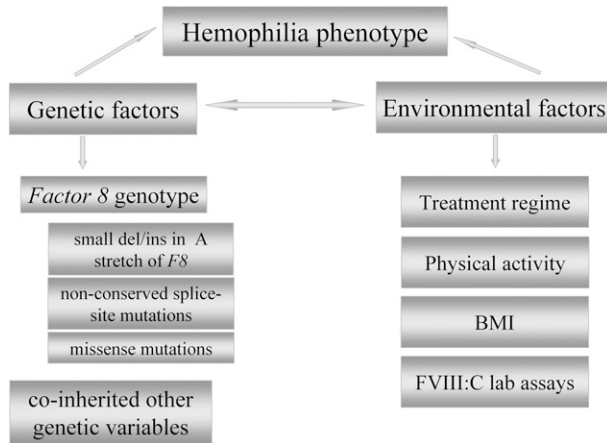 Hemophilia phenotype
Genetic factors
Environmental factors
Factor 8 genotype
small del/ins in A
stretch of F8
non-conserved splice-
site mutations
missense mutations
co-inherited other
genetic variables
Treatment regime
Physical activity
BMI
FVIII:C lab assays